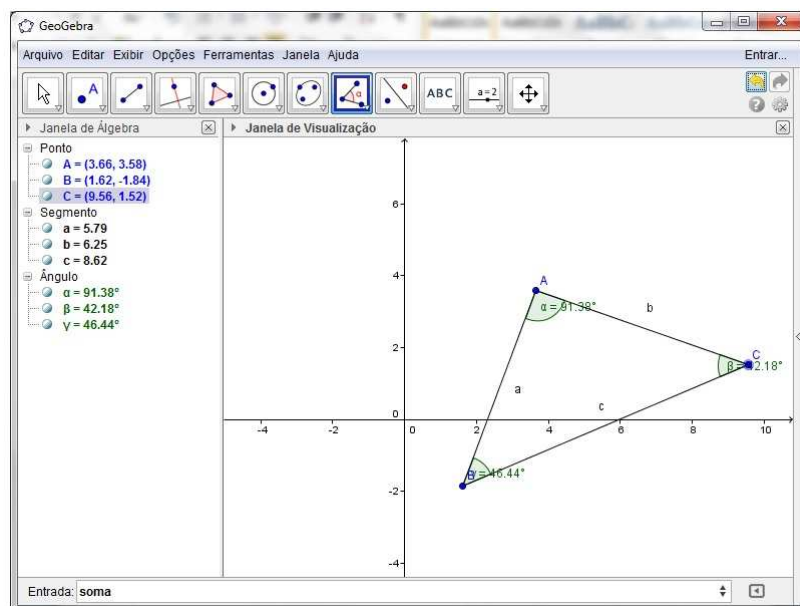 GeoGebra
Arquivo Editar Exibir Opções Ferramentas Janela Ajuda
Entrar...
A
α
ABC
a=2
Janela de Álgebra
Janela de Visualização
Ponto
A = (3.66, 3.58)
B = (1.62, -1.84)
C = (9.56, 1.52)
Segmento
a = 5.79
b = 6.25
c = 8.62
Ângulo
α = 91.38°
β = 42.18°
γ = 46.44°
6
4
2
0
-2
-4
-4 -2 0 2 4 6 8 10
A
α = 91.38°
b
C
β = 42.18°
a
c
B
γ = 46.44°
Entrada: soma